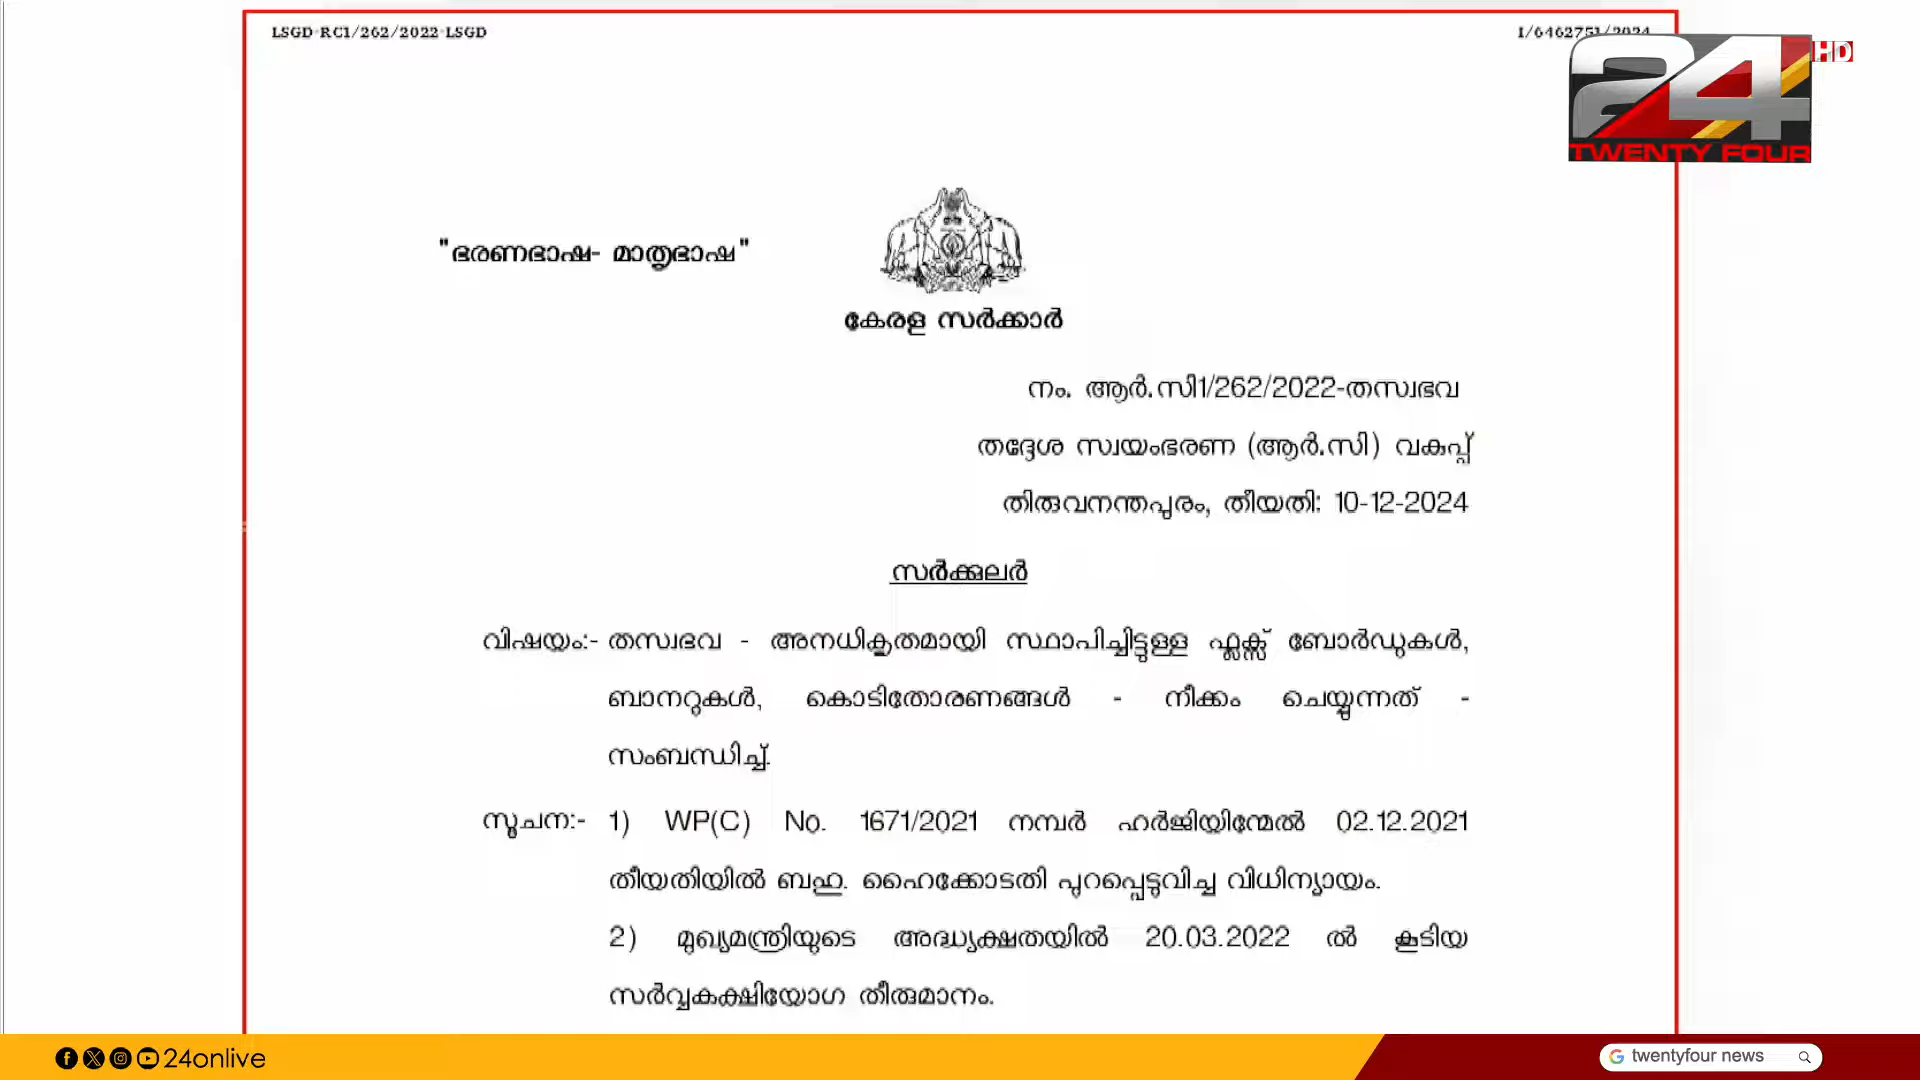 LSGD-RC1/262/2022-LSGD
I/6462751/2024
24 HD
TWENTY FOUR
"ഭരണഭാഷ- മാതൃഭാഷ"
കേരള സർക്കാർ
നം. ആർ.സി1/262/2022-തസ്വഭവ
തദ്ദേശ സ്വയംഭരണ (ആർ.സി) വകുപ്പ്
തിരുവനന്തപുരം, തീയതി: 10-12-2024
സർക്കുലർ
വിഷയം:- തസ്വഭവ - അനധികൃതമായി സ്ഥാപിച്ചിട്ടുള്ള ഫ്ലക്സ് ബോർഡുകൾ,
ബാനറുകൾ, കൊടിതോരണങ്ങൾ - നീക്കം ചെയ്യുന്നത് -
സംബന്ധിച്ച്.
സൂചന:- 1) WP(C) No. 1671/2021 നമ്പർ ഹർജിയിന്മേൽ 02.12.2021
തീയതിയിൽ ബഹു. ഹൈക്കോടതി പുറപ്പെടുവിച്ച വിധിന്യായം.
2) മുഖ്യമന്ത്രിയുടെ അദ്ധ്യക്ഷതയിൽ 20.03.2022 ൽ കൂടിയ
സർവ്വകക്ഷിയോഗ തീരുമാനം.
24onlive
twentyfour news